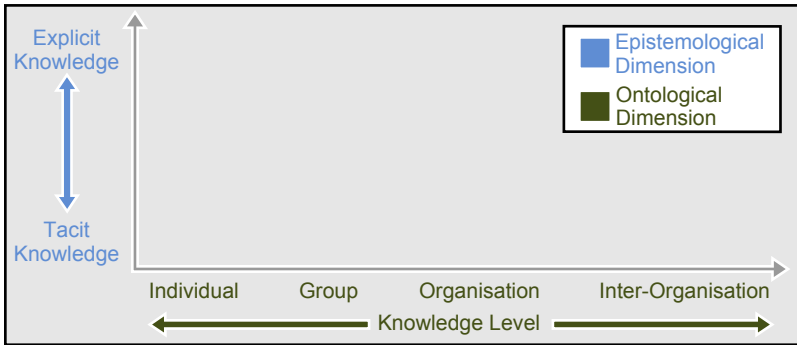 Explicit
Knowledge
Tacit
Knowledge
Epistemological
Dimension
Ontological
Dimension
Individual
Group
Organisation
Inter-Organisation
Knowledge Level